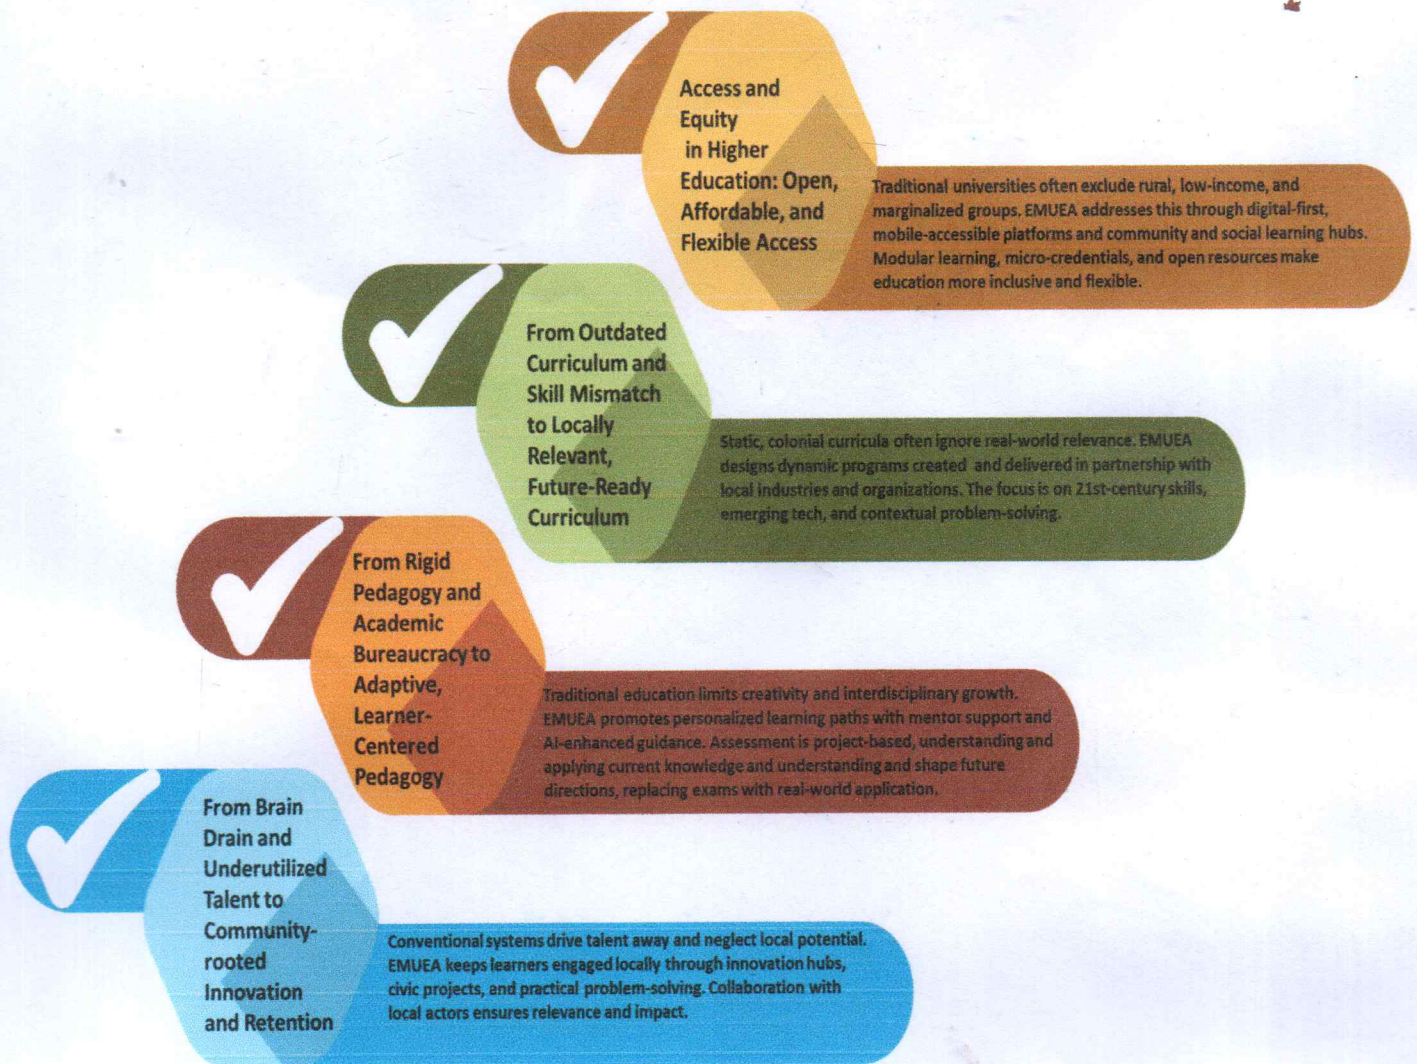 Access and
Equity
in Higher
Education: Open,
Affordable, and
Flexible Access
Traditional universities often exclude rural, low-income, and
marginalized groups. EMUEA addresses this through digital-first,
mobile-accessible platforms and community and social learning hubs.
Modular learning, micro-credentials, and open resources make
education more inclusive and flexible.
From Outdated
Curriculum and
Skill Mismatch
to Locally
Relevant,
Future-Ready
Curriculum
Static, colonial curricula often ignore real-world relevance. EMUEA
designs dynamic programs created and delivered in partnership with
local industries and organizations. The focus is on 21st-century skills,
emerging tech, and contextual problem-solving.
From Rigid
Pedagogy and
Academic
Bureaucracy to
Adaptive,
Learner-
Centered
Pedagogy
Traditional education limits creativity and interdisciplinary growth.
EMUEA promotes personalized learning paths with mentor support and
AI-enhanced guidance. Assessment is project-based, understanding and
applying current knowledge and understanding and shape future
directions, replacing exams with real-world application.
From Brain
Drain and
Underutilized
Talent to
Community-
rooted
Innovation
and Retention
Conventional systems drive talent away and neglect local potential.
EMUEA keeps learners engaged locally through innovation hubs,
civic projects, and practical problem-solving. Collaboration with
local actors ensures relevance and impact.